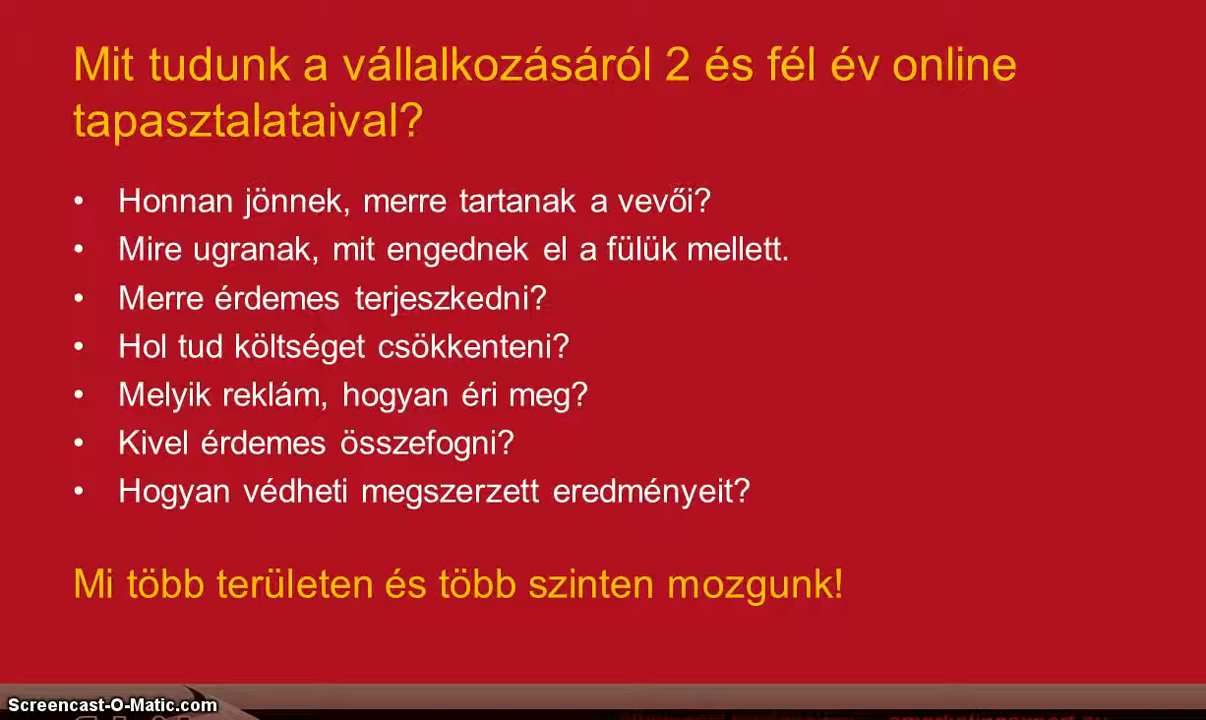 Mit tudunk a vállalkozásáról 2 és fél év online
tapasztalataival?
• Honnan jönnek, merre tartanak a vevői?
• Mire ugranak, mit engednek el a fülük mellett.
• Merre érdemes terjeszkedni?
• Hol tud költséget csökkenteni?
• Melyik reklám, hogyan éri meg?
• Kivel érdemes összefogni?
• Hogyan védheti megszerzett eredményeit?
Mi több területen és több szinten mozgunk!
Screencast-O-Matic.com